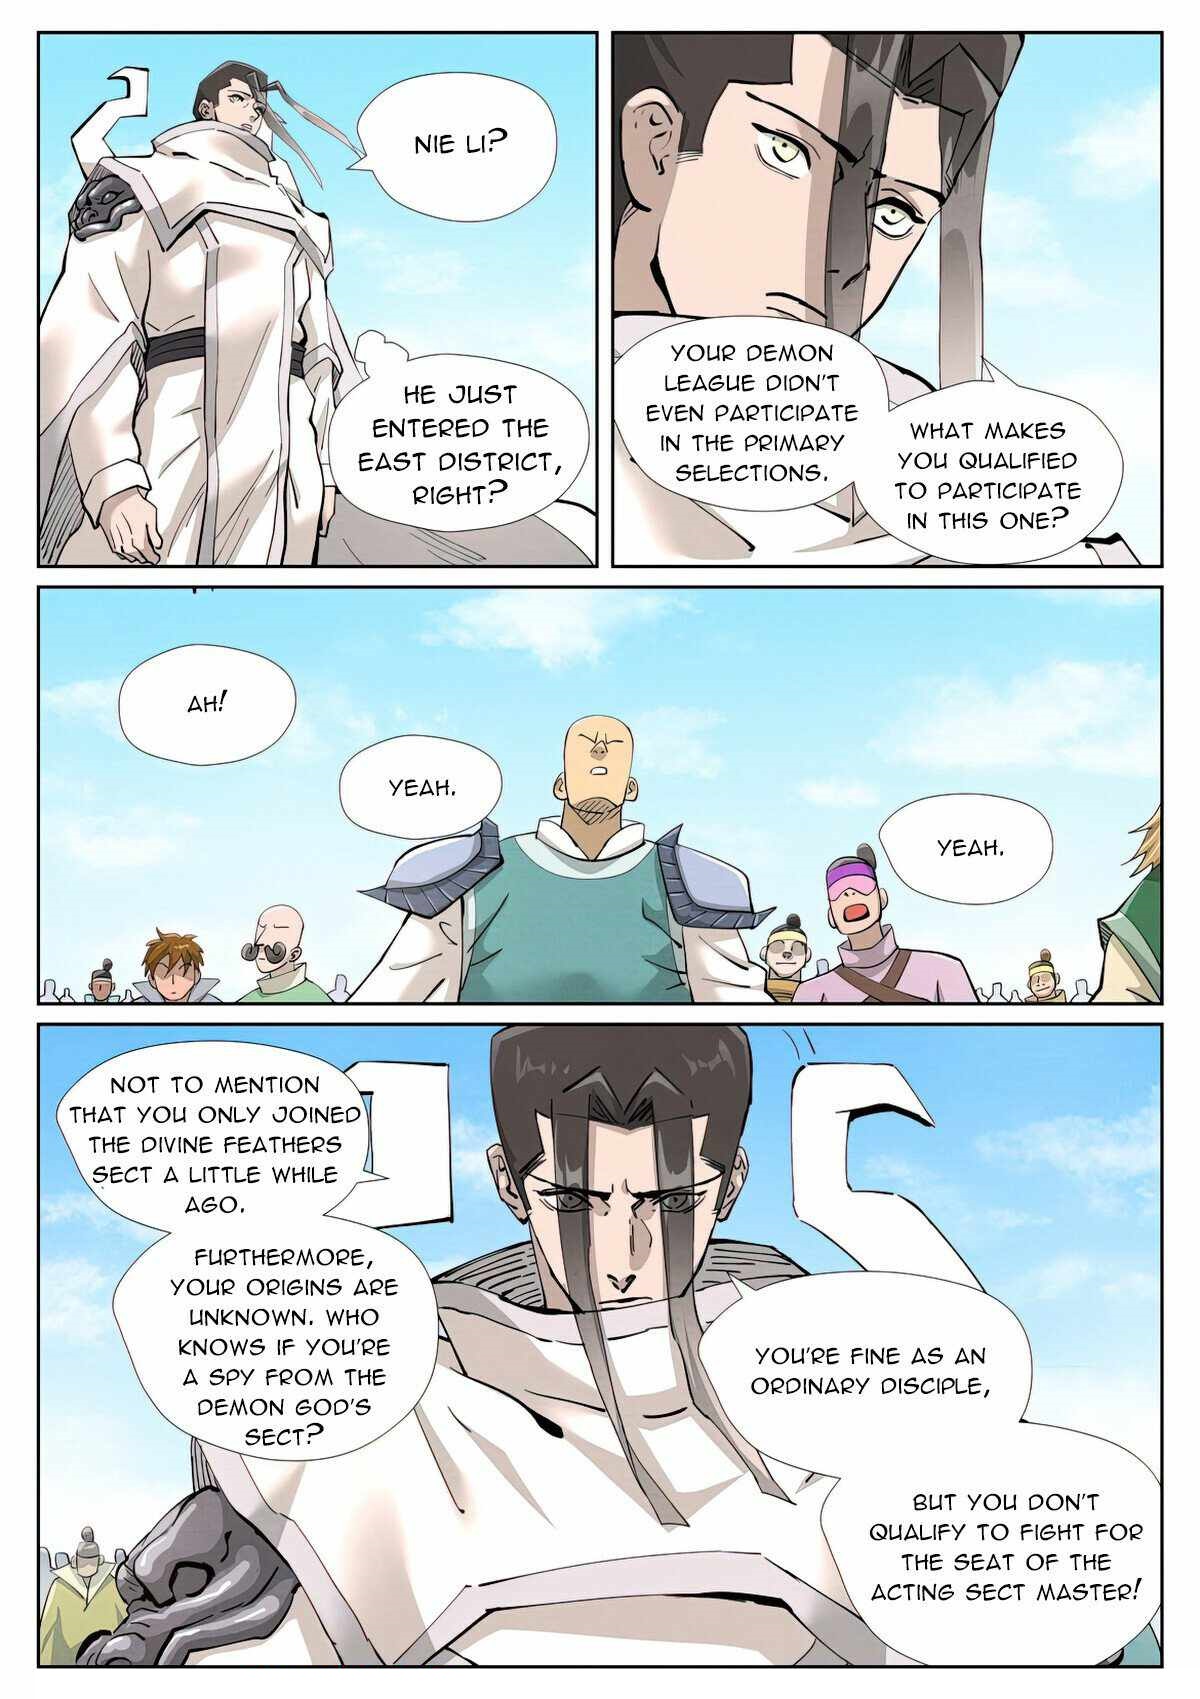 NIE LI?
HE JUST
ENTERED THE
EAST DISTRICT,
RIGHT?
YOUR DEMON
LEAGUE DIDN'T
EVEN PARTICIPATE
IN THE PRIMARY
SELECTIONS.
WHAT MAKES
YOU QUALIFIED
TO PARTICIPATE
IN THIS ONE?
AH!
YEAH.
YEAH.
NOT TO MENTION
THAT YOU ONLY JOINED
THE DIVINE FEATHERS
SECT A LITTLE WHILE
AGO.
FURTHERMORE,
YOUR ORIGINS ARE
UNKNOWN. WHO
KNOWS IF YOU'RE
A SPY FROM THE
DEMON GOD'S
SECT?
YOU'RE FINE AS AN
ORDINARY DISCIPLE,
BUT YOU DON'T
QUALIFY TO FIGHT FOR
THE SEAT OF THE
ACTING SECT MASTER!